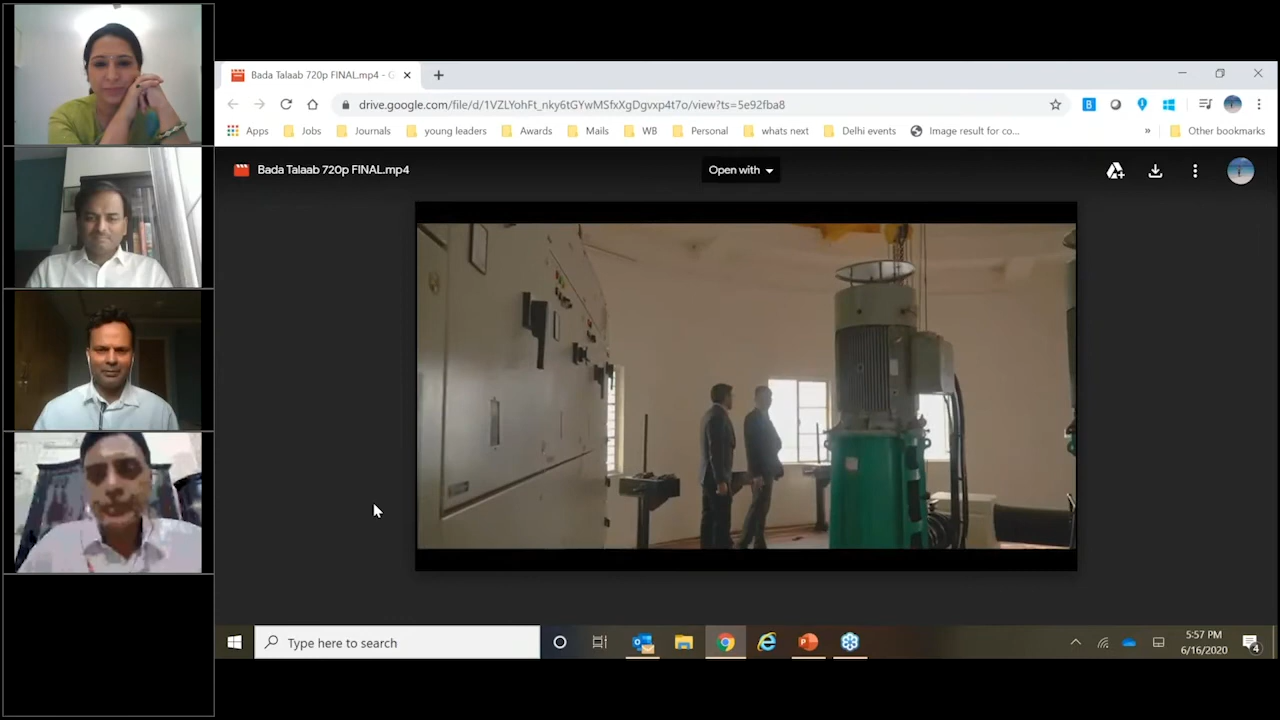 Bada Talaab 720p FINAL.mp4 - G
drive.google.com/file/d/1VZLYohFt_nky6tGYwMSfxXgDgvxp4t7o/view?ts=5e92fba8
Apps Jobs Journals young leaders Awards Mails WB Personal whats next Delhi events Image result for co... » Other bookmarks
Bada Talaab 720p FINAL.mp4
Open with
Type here to search
5:57 PM
6/16/2020
4